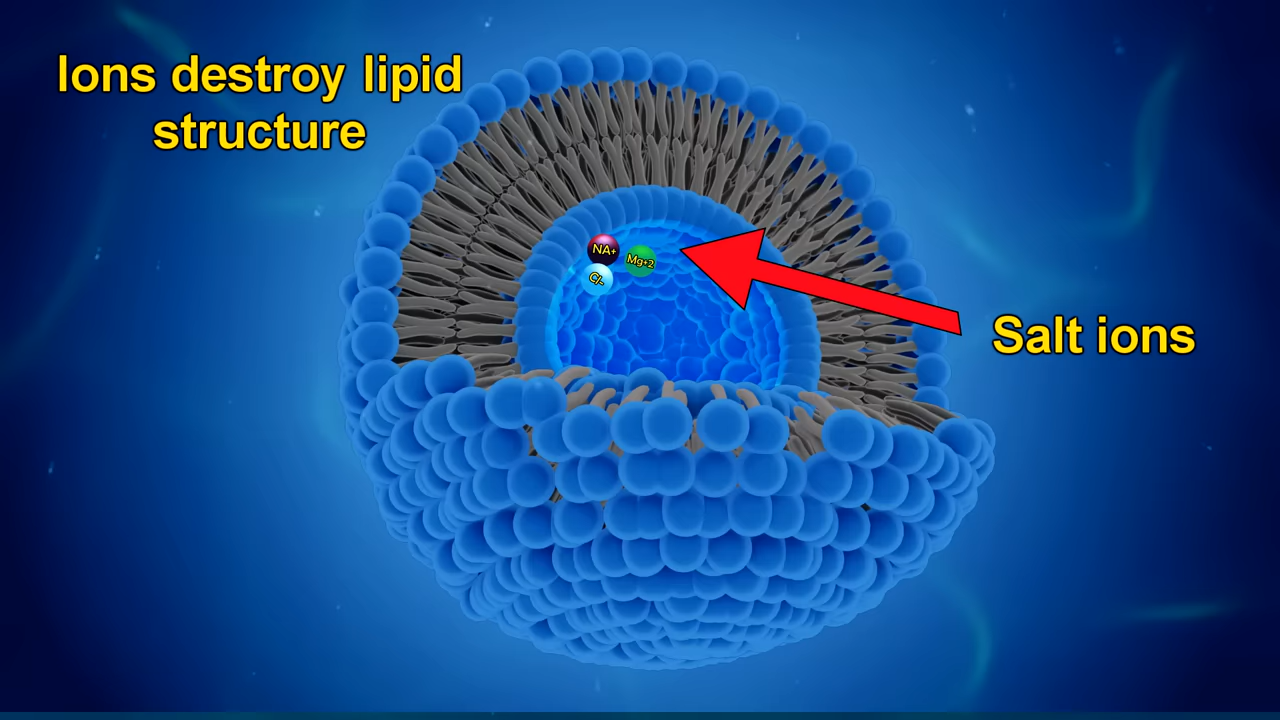 Ions destroy lipid
structure
NA+
Mg+2
Cl-
Salt ions